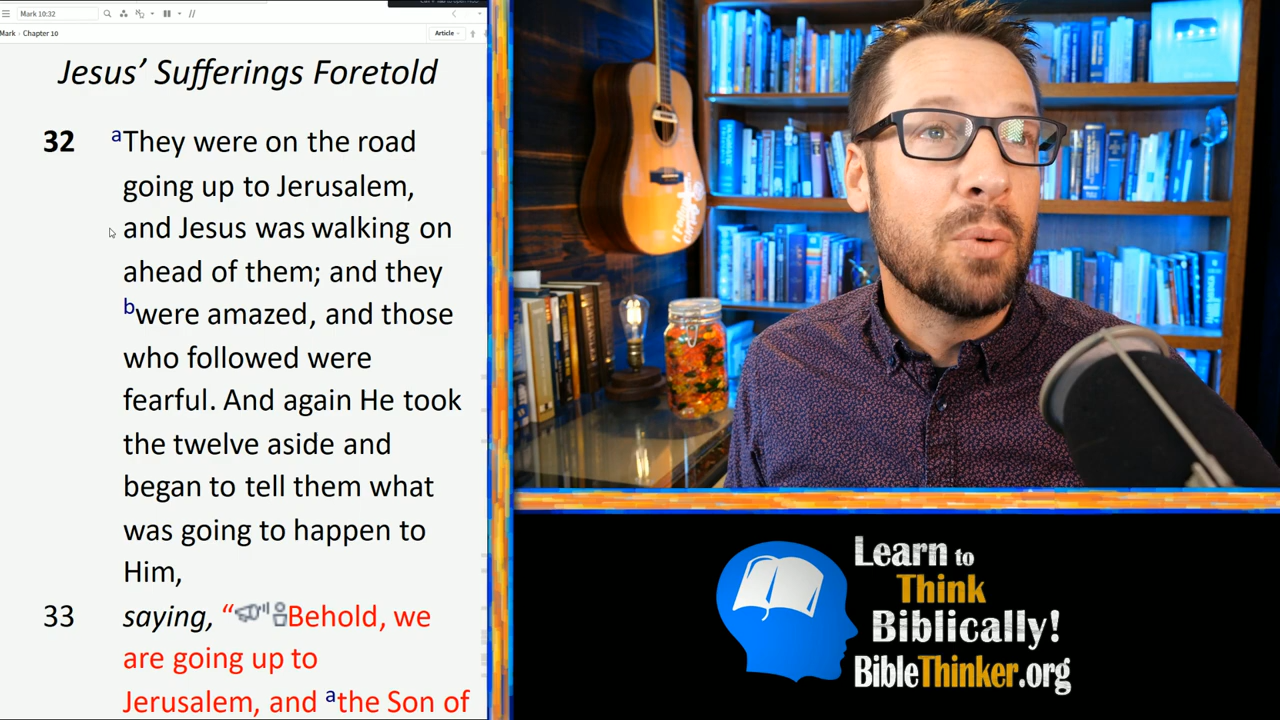 Mark 10:32
Mark › Chapter 10
Article
Jesus’ Sufferings Foretold
32 aThey were on the road
going up to Jerusalem,
and Jesus was walking on
ahead of them; and they
bwere amazed, and those
who followed were
fearful. And again He took
the twelve aside and
began to tell them what
was going to happen to
Him,
33 saying, “Behold, we
are going up to
Jerusalem, and athe Son of
Learn to
Think
Biblically!
BibleThinker.org